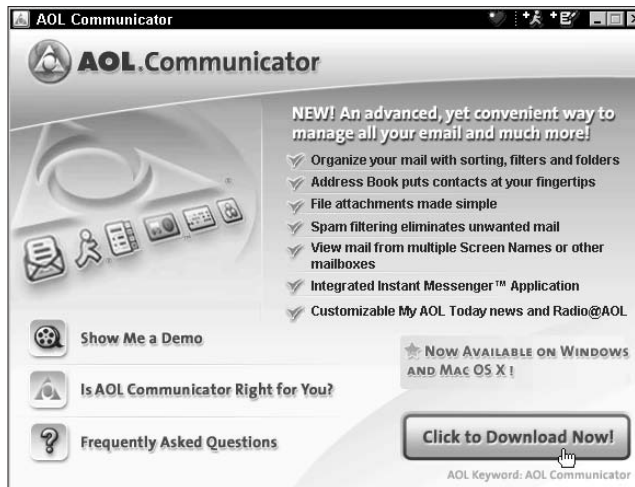 AOL Communicator
AOL.Communicator
NEW! An advanced, yet convenient way to
manage all your email and much more!
Organize your mail with sorting, filters and folders
Address Book puts contacts at your fingertips
File attachments made simple
Spam filtering eliminates unwanted mail
View mail from multiple Screen Names or other
mailboxes
Integrated Instant Messenger™ Application
Customizable My AOL Today news and Radio@AOL
Show Me a Demo
Is AOL Communicator Right for You?
Frequently Asked Questions
Now Available on Windows
and Mac OS X!
Click to Download Now!
AOL Keyword: AOL Communicator